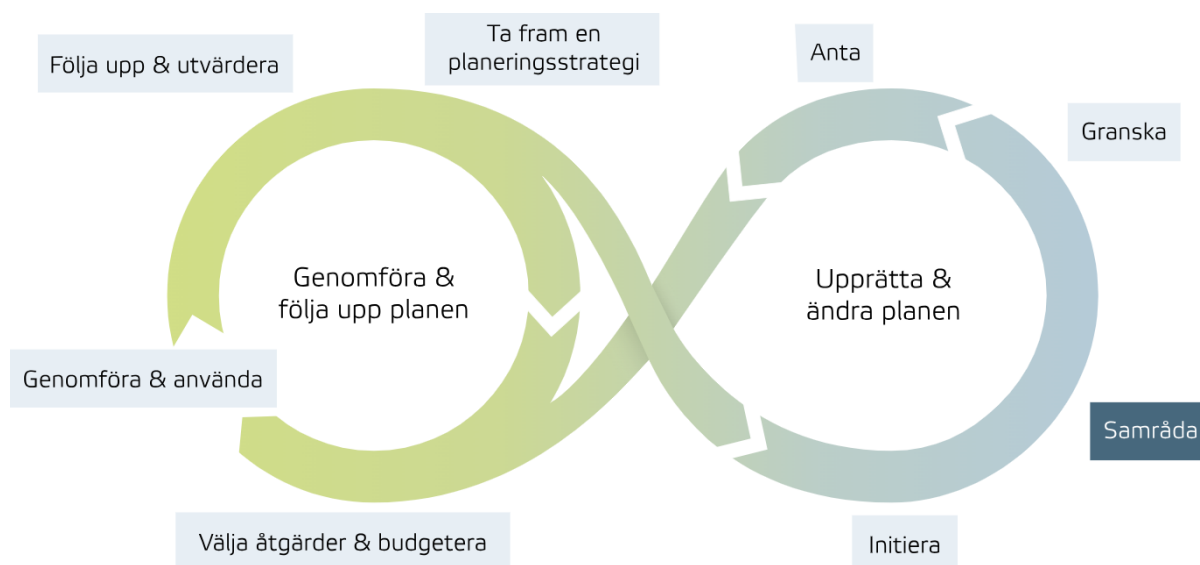 Ta fram en
planeringsstrategi
Anta
Följa upp & utvärdera
Granska
Genomföra &
följa upp planen
Upprätta &
ändra planen
Genomföra & använda
Samråda
Välja åtgärder & budgetera
Initiera